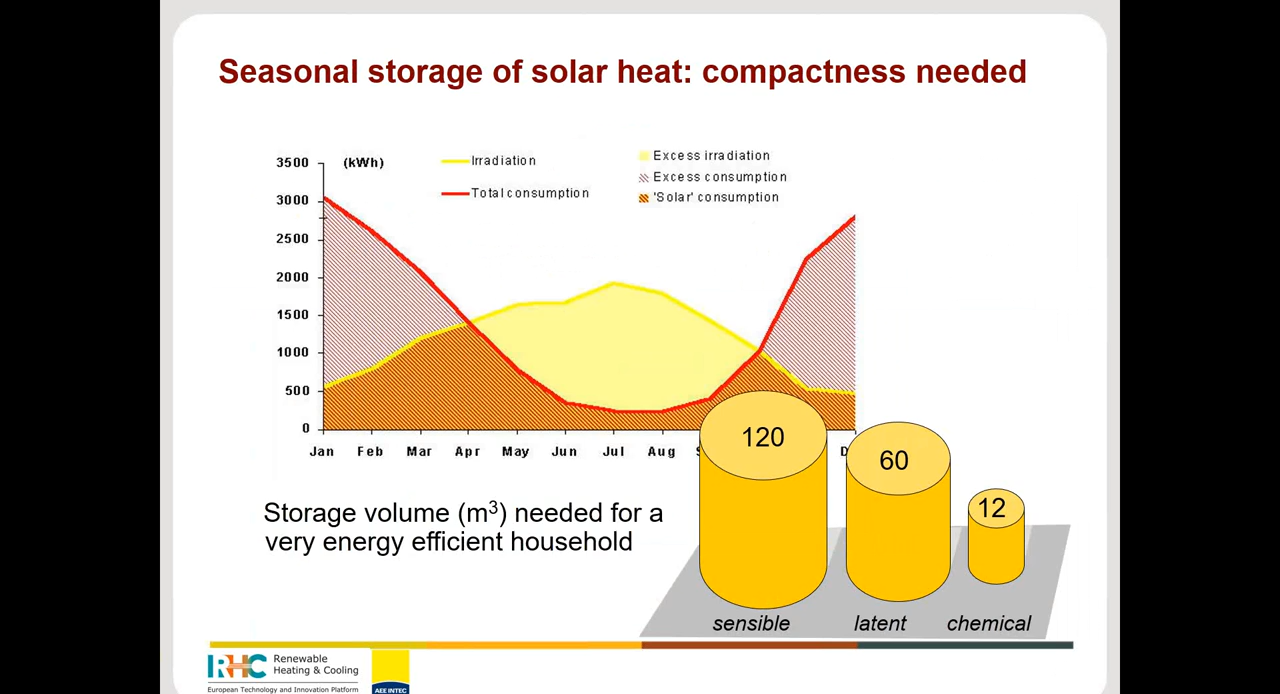 Seasonal storage of solar heat: compactness needed
(kWh)
Irradiation
Total consumption
Excess irradiation
Excess consumption
'Solar' consumption
3500
3000
2500
2000
1500
1000
500
0
Jan Feb Mar Apr May Jun Jul Aug
120
60
12
Storage volume (m³) needed for a
very energy efficient household
sensible latent chemical
RHC
Renewable
Heating & Cooling
European Technology and Innovation Platform
AEE INTEC